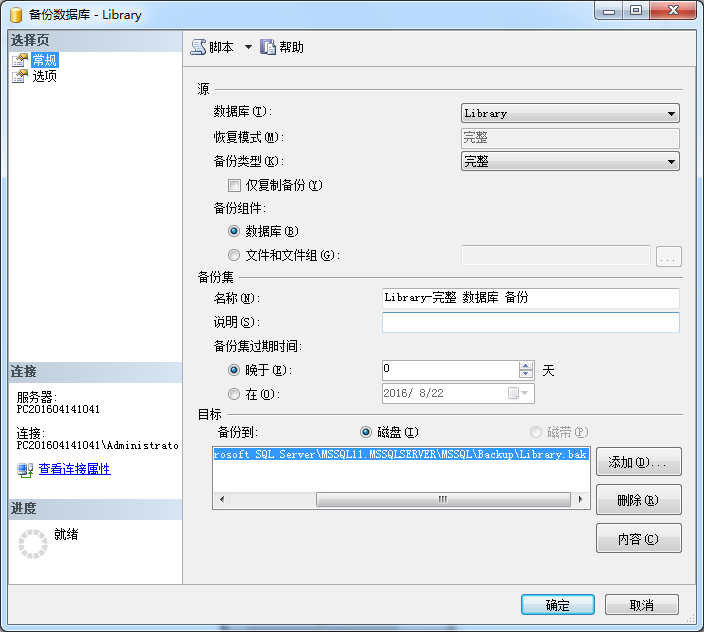 备份数据库 - Library
选择页
常规
选项
脚本
帮助
源
数据库(T):
Library
恢复模式(M):
完整
备份类型(K):
完整
仅复制备份(Y)
备份组件:
数据库(B)
文件和文件组(G):
...
备份集
名称(N):
Library-完整 数据库 备份
说明(S):
备份集过期时间:
晚于(E):
0
天
在(O):
2016/ 8/22
目标
备份到:
磁盘(I)
磁带(P)
rosoft SQL Server\MSSQL11.MSSQLSERVER\MSSQL\Backup\Library.bak
添加(D)...
删除(R)
内容(C)
连接
服务器:
PC201604141041
连接:
PC201604141041\Administrato
查看连接属性
进度
就绪
确定
取消